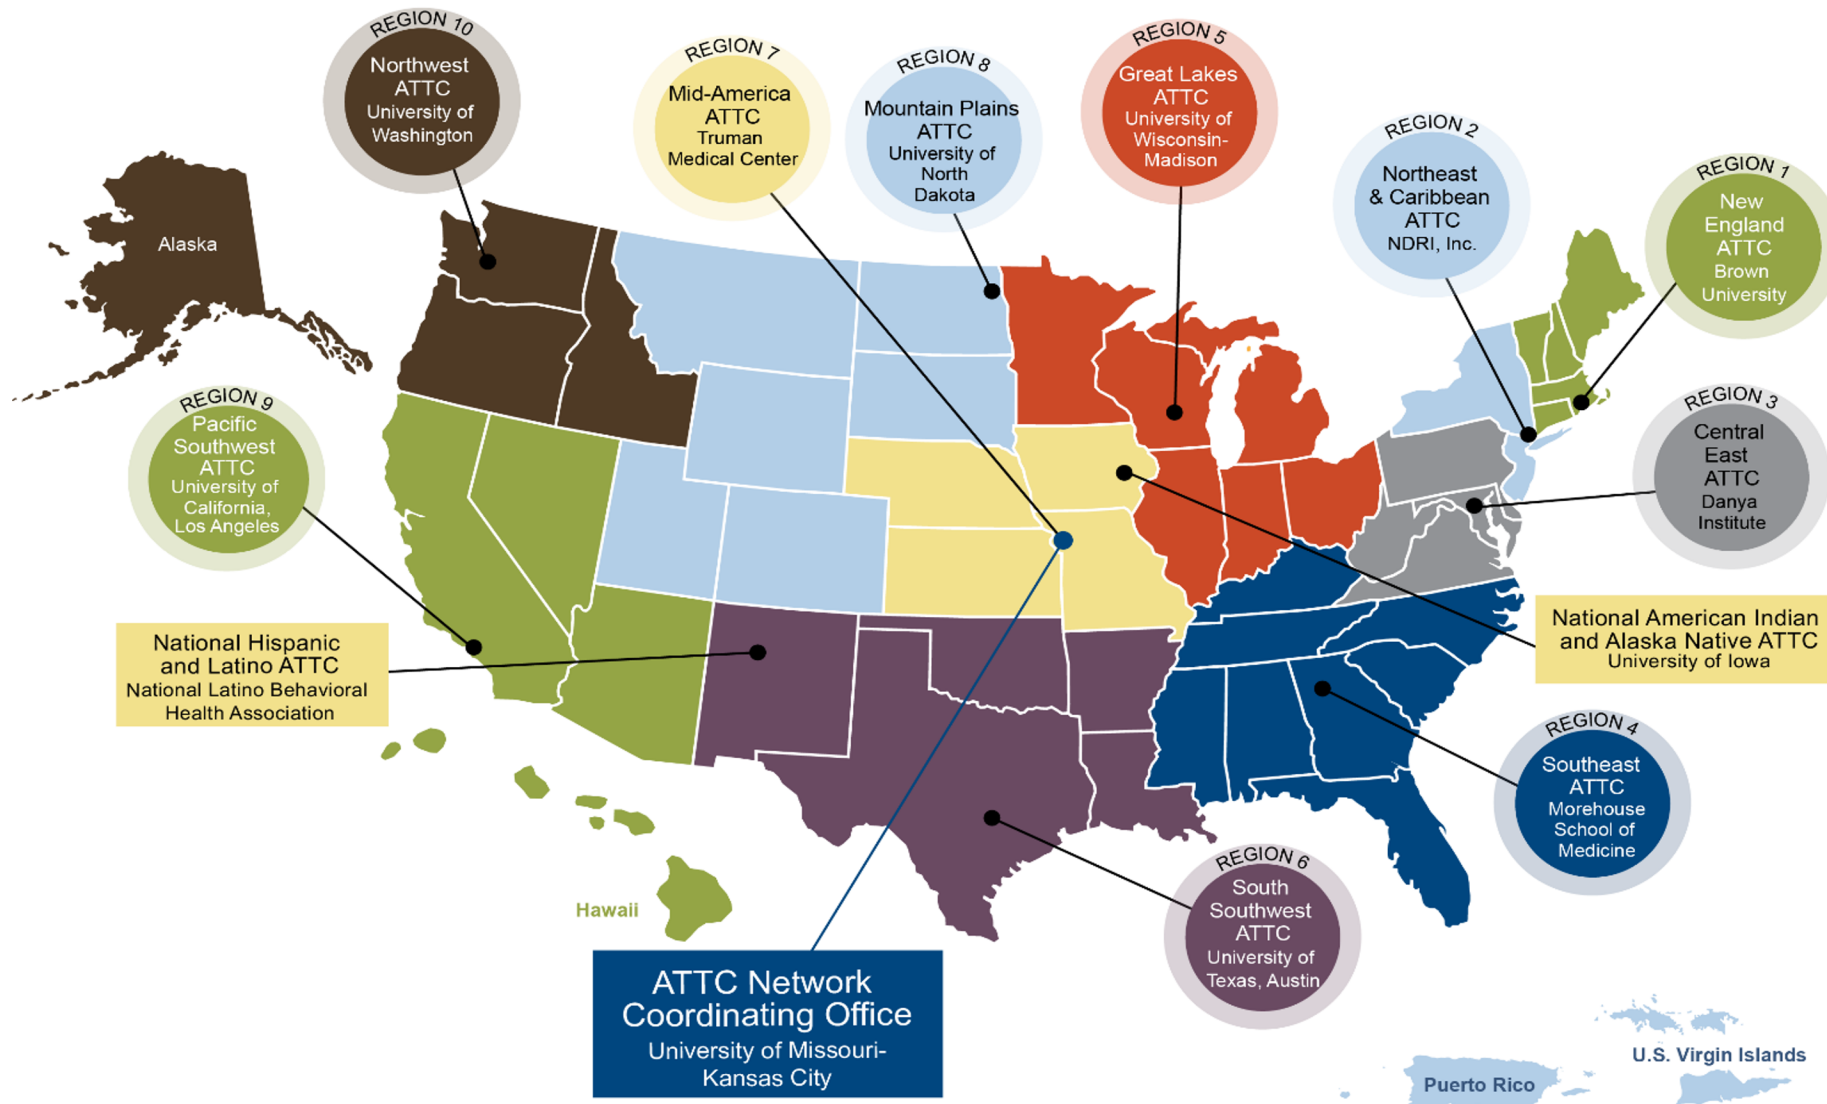 REGION 10
Northwest
ATTC
University of
Washington
REGION 7
Mid-America
ATTC
Truman
Medical Center
REGION 8
Mountain Plains
ATTC
University of
North
Dakota
REGION 5
Great Lakes
ATTC
University of
Wisconsin-
Madison
REGION 2
Northeast
& Caribbean
ATTC
NDRI, Inc.
REGION 1
New
England
ATTC
Brown
University
Alaska
REGION 9
Pacific
Southwest
ATTC
University of
California,
Los Angeles
REGION 3
Central
East
ATTC
Danya
Institute
National Hispanic
and Latino ATTC
National Latino Behavioral
Health Association
National American Indian
and Alaska Native ATTC
University of Iowa
REGION 4
Southeast
ATTC
Morehouse
School of
Medicine
REGION 6
South
Southwest
ATTC
University of
Texas, Austin
Hawaii
ATTC Network
Coordinating Office
University of Missouri-
Kansas City
U.S. Virgin Islands
Puerto Rico